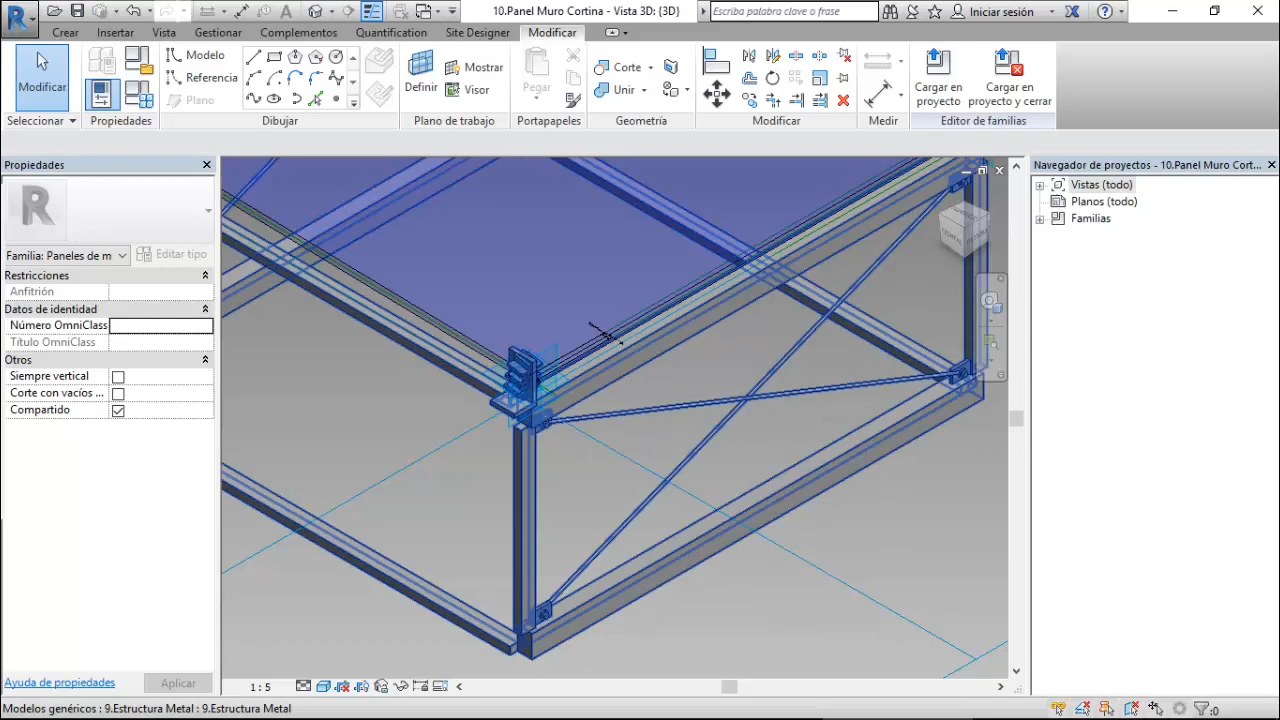 10.Panel Muro Cortina - Vista 3D: {3D}
Escriba palabra clave o frase
Iniciar sesión
Crear Insertar Vista Gestionar Complementos Quantification Site Designer Modificar
Modificar
Modelo
Referencia
Plano
Definir
Mostrar
Visor
Pegar
Corte
Unir
Cargar en proyecto
Cargar en proyecto y cerrar
Seleccionar Propiedades Dibujar Plano de trabajo Portapapeles Geometría Modificar Medir Editor de familias
Propiedades
Familia: Paneles de m
Editar tipo
Restricciones
Anfitrión
Datos de identidad
Número OmniClass
Título OmniClass
Otros
Siempre vertical
Corte con vacíos ...
Compartido
Ayuda de propiedades
Aplicar
Navegador de proyectos - 10.Panel Muro Cort...
Vistas (todo)
Planos (todo)
Familias
1 : 5
Modelos genéricos : 9.Estructura Metal : 9.Estructura Metal
:0